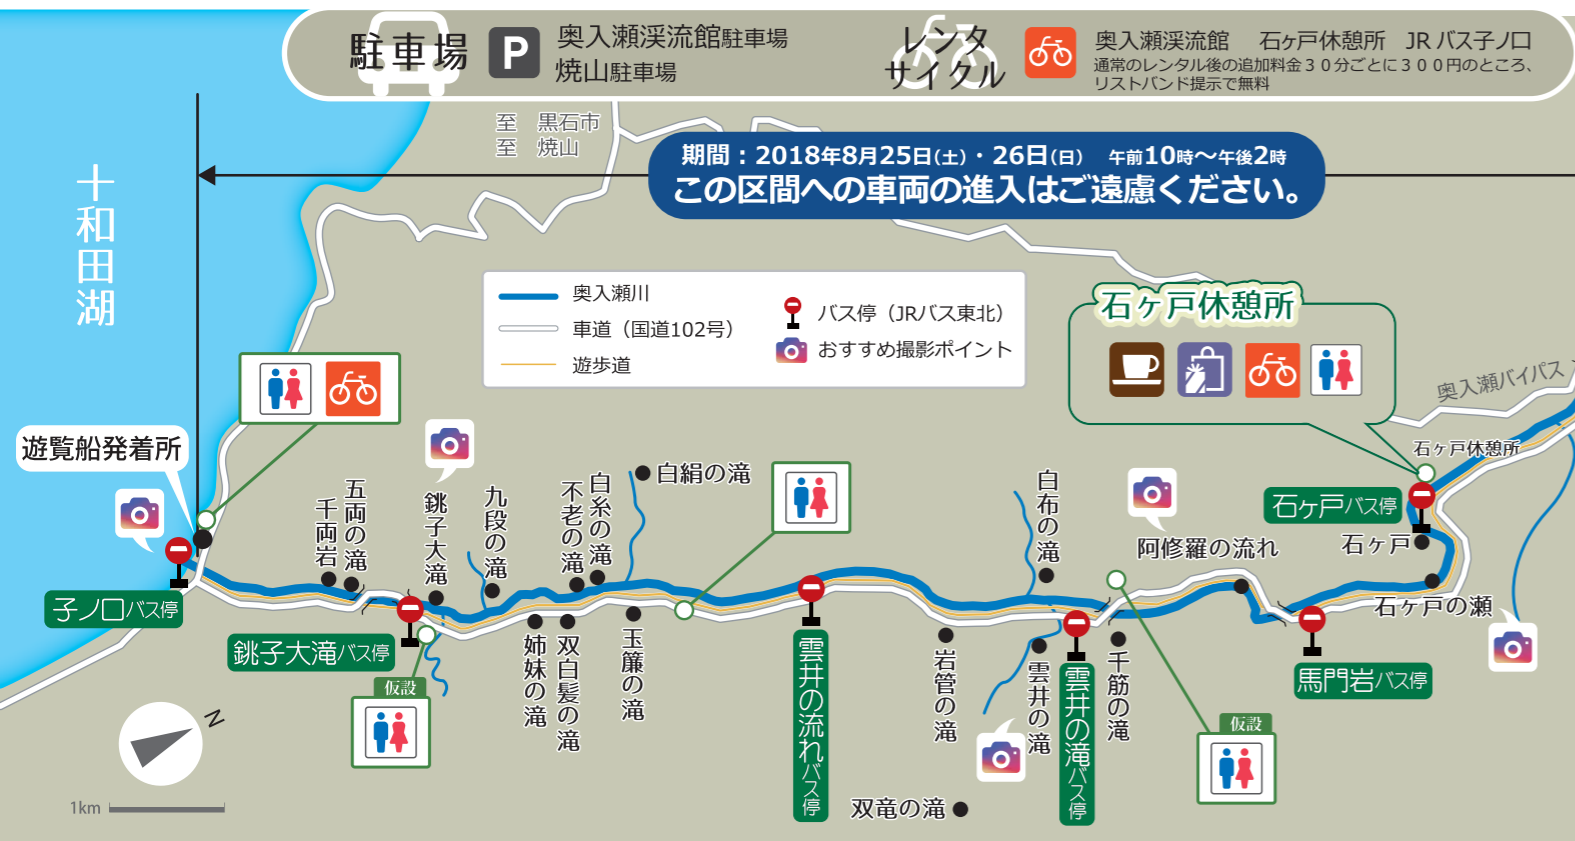 駐車場
P
奥入瀬渓流館駐車場
焼山駐車場
レンタ
サイクル
奥入瀬渓流館　石ヶ戸休憩所　JRバス子ノ口
通常のレンタル後の追加料金３０分ごとに３００円のところ、
リストバンド提示で無料
至　黒石市
至　焼山
期間：2018年8月25日(土)・26日(日)　午前10時～午後2時
この区間への車両の進入はご遠慮ください。
十和田湖
奥入瀬川
車道（国道102号）
遊歩道
バス停（JRバス東北）
おすすめ撮影ポイント
石ヶ戸休憩所
奥入瀬バイパス
遊覧船発着所
石ヶ戸休憩所
石ヶ戸バス停
石ヶ戸
石ヶ戸の瀬
馬門岩バス停
阿修羅の流れ
白布の滝
白絹の滝
白糸の滝
不老の滝
九段の滝
銚子大滝
五両の滝
千両岩
子ノ口バス停
銚子大滝バス停
仮設
姉妹の滝
双白髪の滝
玉簾の滝
雲井の流れバス停
岩管の滝
雲井の滝
雲井の滝バス停
千筋の滝
仮設
双竜の滝
N
1km